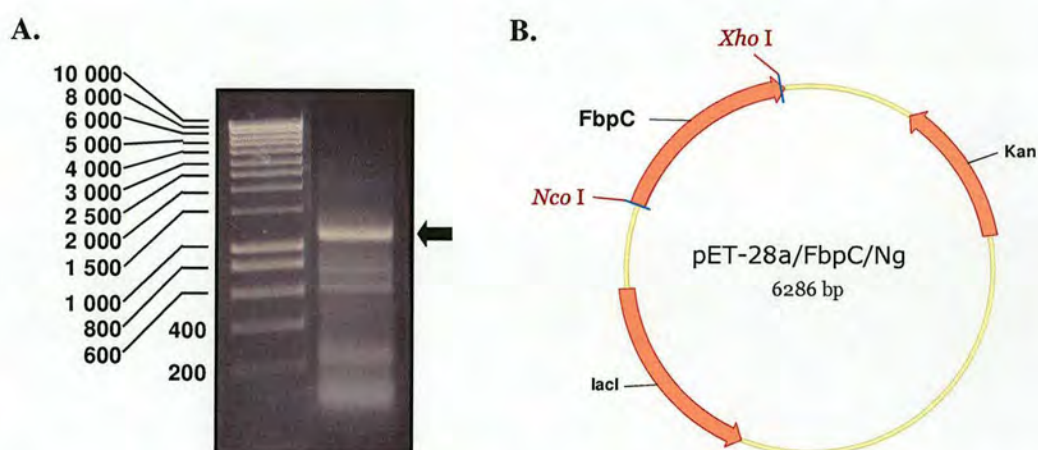 A.
10 000
8 000
6 000
5 000
4 000
3 000
2 500
2 000
1 500
1 000
800
600
400
200
B.
Xho I
FbpC
Kan
Nco I
pET-28a/FbpC/Ng
6286 bp
lacI